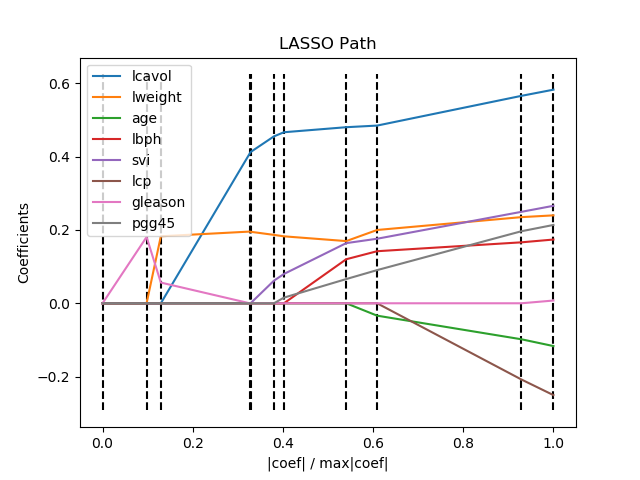 LASSO Path
lcavol
lweight
age
lbph
svi
lcp
gleason
pgg45
0.6
0.4
0.2
0.0
−0.2
Coefficients
0.0 0.2 0.4 0.6 0.8 1.0
|coef| / max|coef|